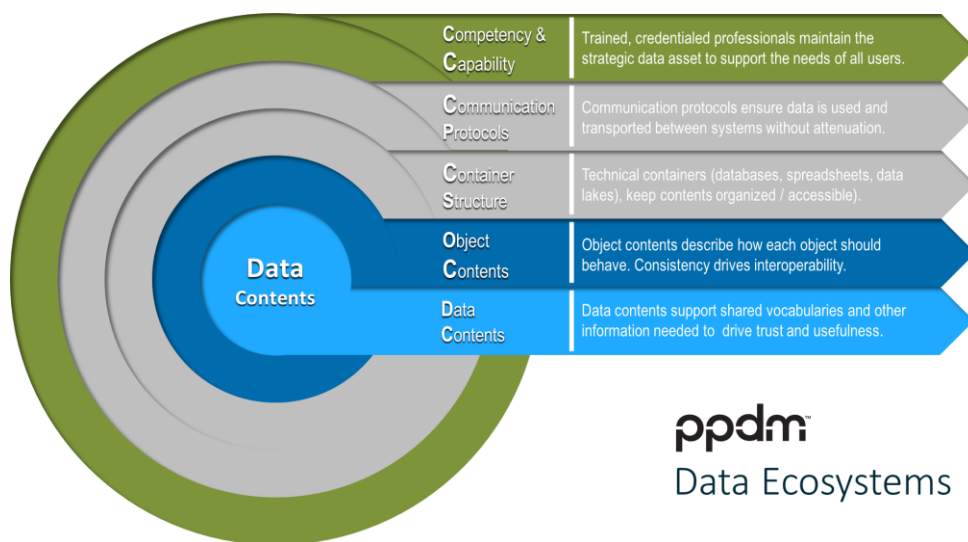 Competency &
Capability
Trained, credentialed professionals maintain the
strategic data asset to support the needs of all users.
Communication
Protocols
Communication protocols ensure data is used and
transported between systems without attenuation.
Container
Structure
Technical containers (databases, spreadsheets, data
lakes), keep contents organized / accessible).
Object
Contents
Object contents describe how each object should
behave. Consistency drives interoperability.
Data
Contents
Data
Contents
Data contents support shared vocabularies and other
information needed to drive trust and usefulness.
ppdm™
Data Ecosystems